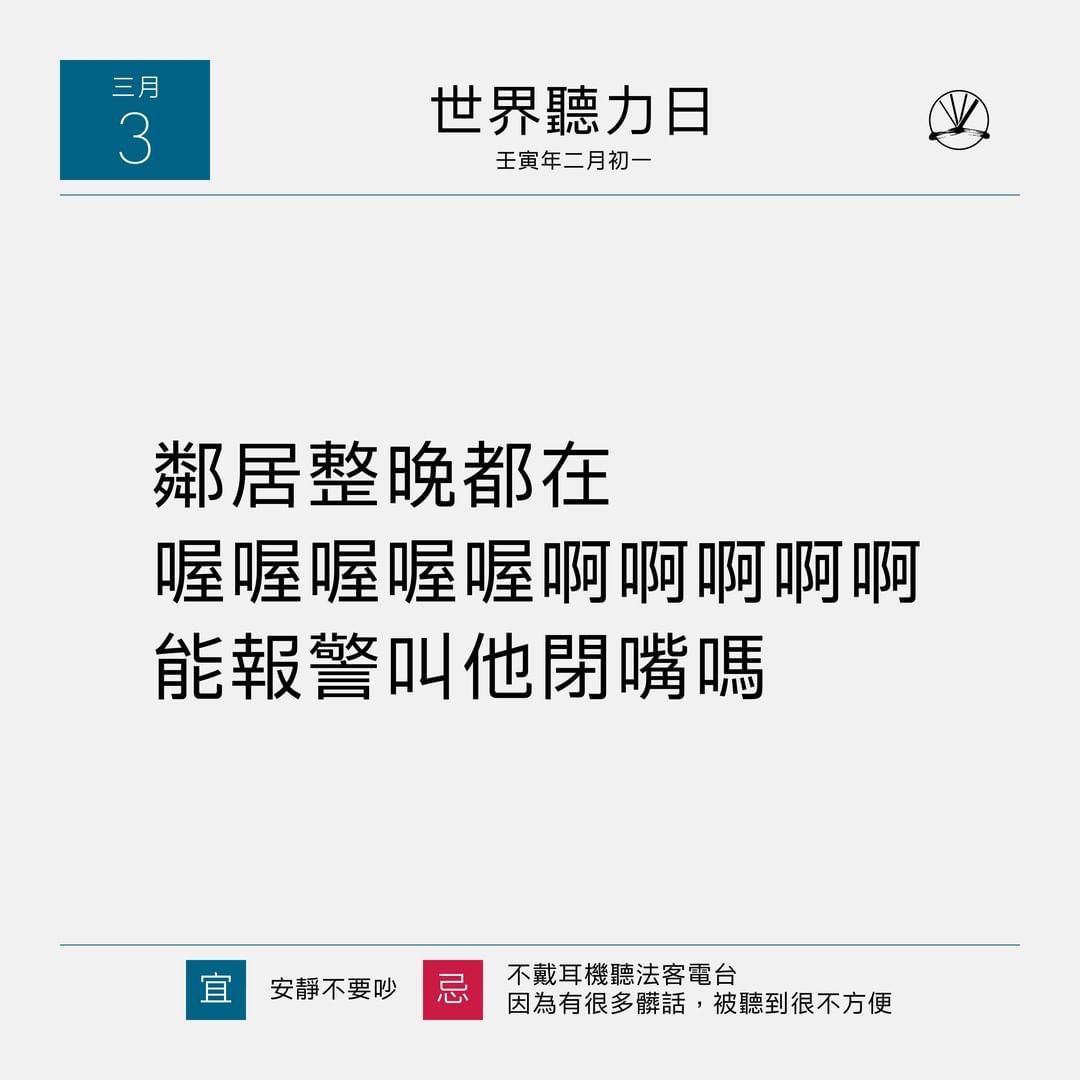 三月
3
世界聽力日
壬寅年二月初一
鄰居整晚都在
喔喔喔喔喔啊啊啊啊啊
能報警叫他閉嘴嗎
宜
安靜不要吵
忌
不戴耳機聽法客電台
因為有很多髒話，被聽到很不方便